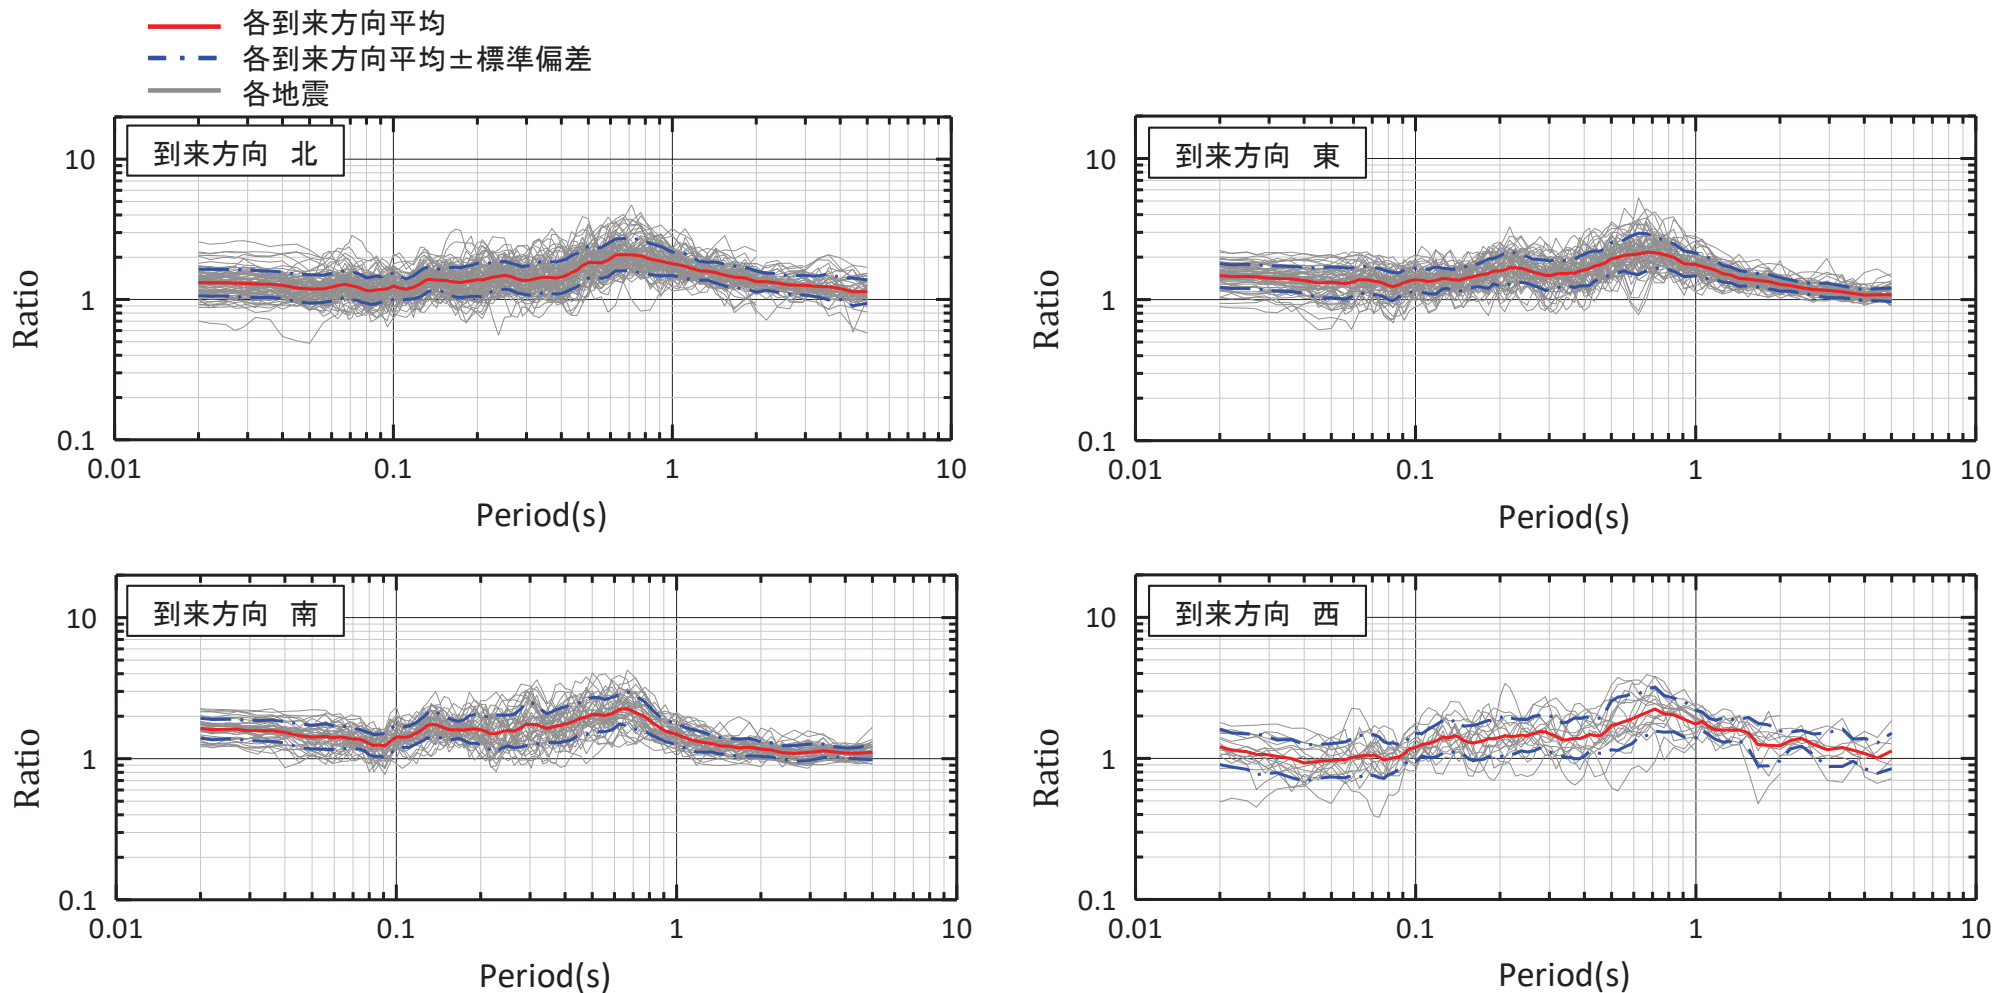 各到来方向平均
各到来方向平均±標準偏差
各地震
到来方向 北
10
1
0.1
0.01 0.1 1 10
Ratio
Period(s)
到来方向 東
10
1
0.1
0.01 0.1 1 10
Ratio
Period(s)
到来方向 南
10
1
0.1
0.01 0.1 1 10
Ratio
Period(s)
到来方向 西
10
1
0.1
0.01 0.1 1 10
Ratio
Period(s)